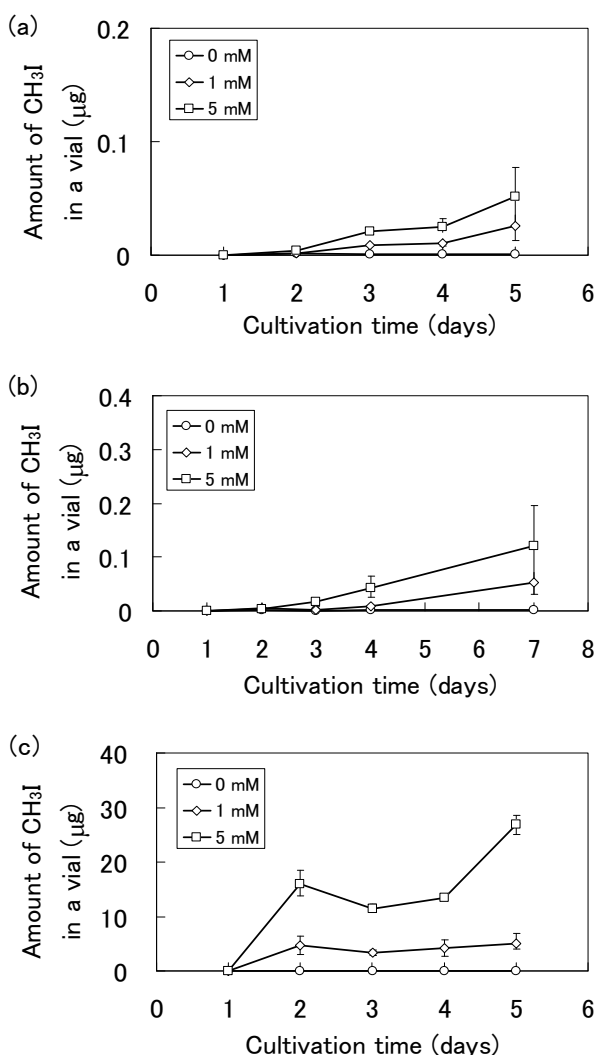 (a)
Amount of CH₃I
in a vial (μg)
0.2
0.1
0
0 mM
1 mM
5 mM
0 1 2 3 4 5 6
Cultivation time (days)
(b)
Amount of CH₃I
in a vial (μg)
0.4
0.3
0.2
0.1
0
0 mM
1 mM
5 mM
0 1 2 3 4 5 6 7 8
Cultivation time (days)
(c)
Amount of CH₃I
in a vial (μg)
40
30
20
10
0
0 mM
1 mM
5 mM
0 1 2 3 4 5 6
Cultivation time (days)